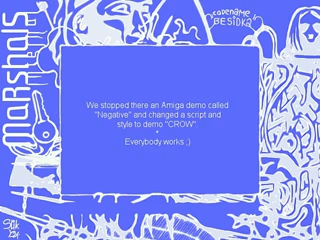 MaRshals
CODENAME
BESIDKA
We stopped there an Amiga demo called
"Negative" and changed a script and
style to demo "CROW".
*
Everybody works ;)